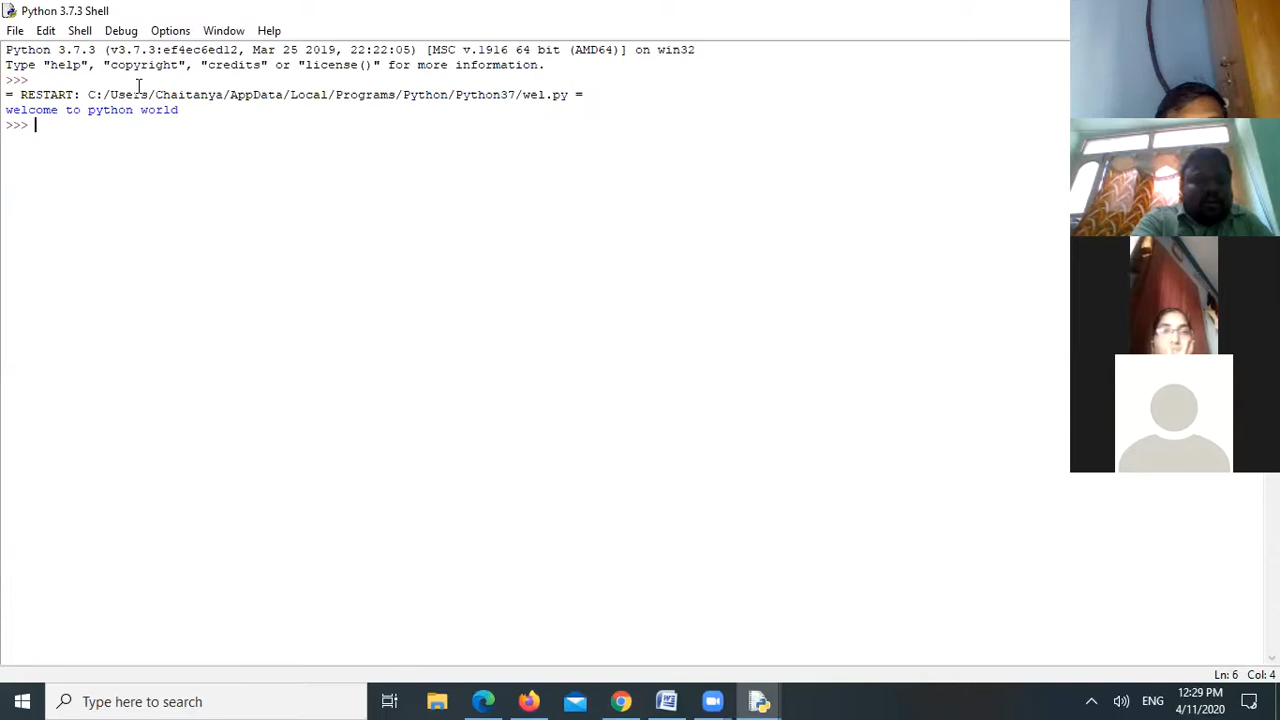 Python 3.7.3 Shell
File Edit Shell Debug Options Window Help
Python 3.7.3 (v3.7.3:ef4ec6ed12, Mar 25 2019, 22:22:05) [MSC v.1916 64 bit (AMD64)] on win32
Type "help", "copyright", "credits" or "license()" for more information.
>>>
= RESTART: C:/Users/Chaitanya/AppData/Local/Programs/Python/Python37/wel.py =
welcome to python world
>>>
Ln: 6 Col: 4
Type here to search
ENG
12:29 PM
4/11/2020